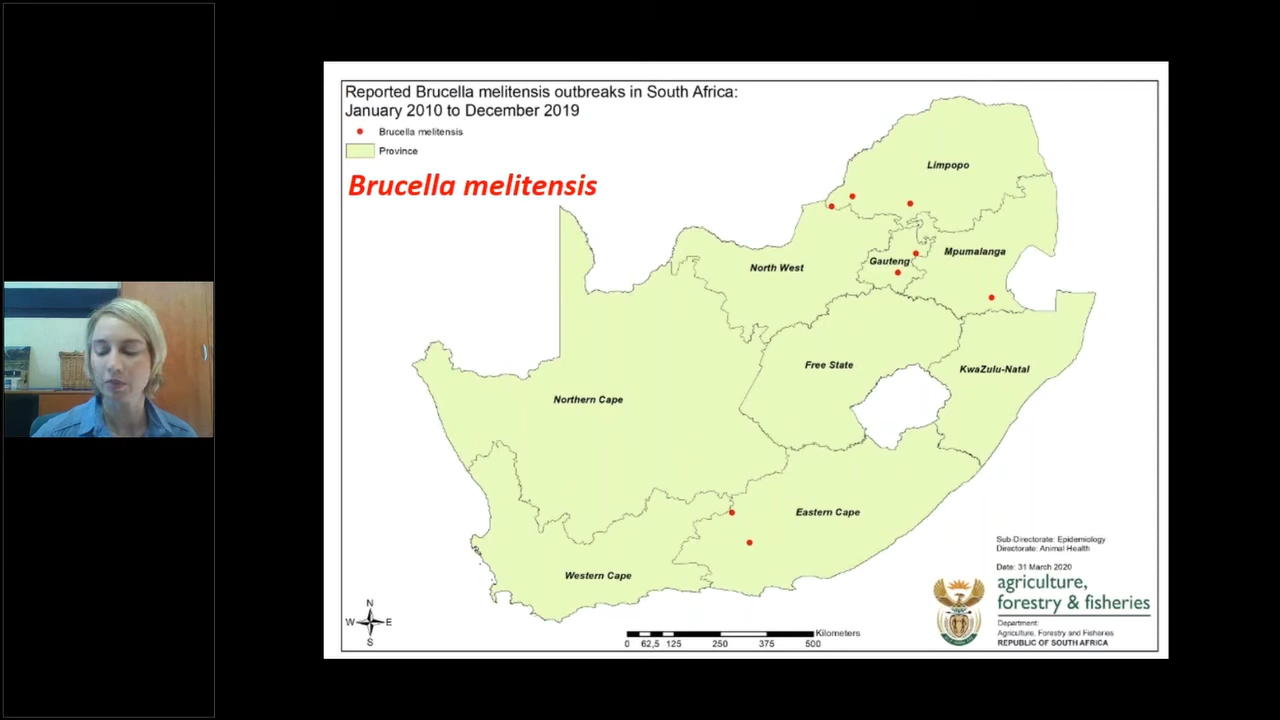 Reported Brucella melitensis outbreaks in South Africa:
January 2010 to December 2019
Brucella melitensis
Province
Brucella melitensis
Limpopo
Mpumalanga
Gauteng
North West
Free State
KwaZulu-Natal
Northern Cape
Eastern Cape
Western Cape
Sub-Directorate: Epidemiology
Directorate: Animal Health
Date: 31 March 2020
agriculture,
forestry & fisheries
Department:
Agriculture, Forestry and Fisheries
REPUBLIC OF SOUTH AFRICA
N
W E
S
Kilometers
0 62,5 125 250 375 500